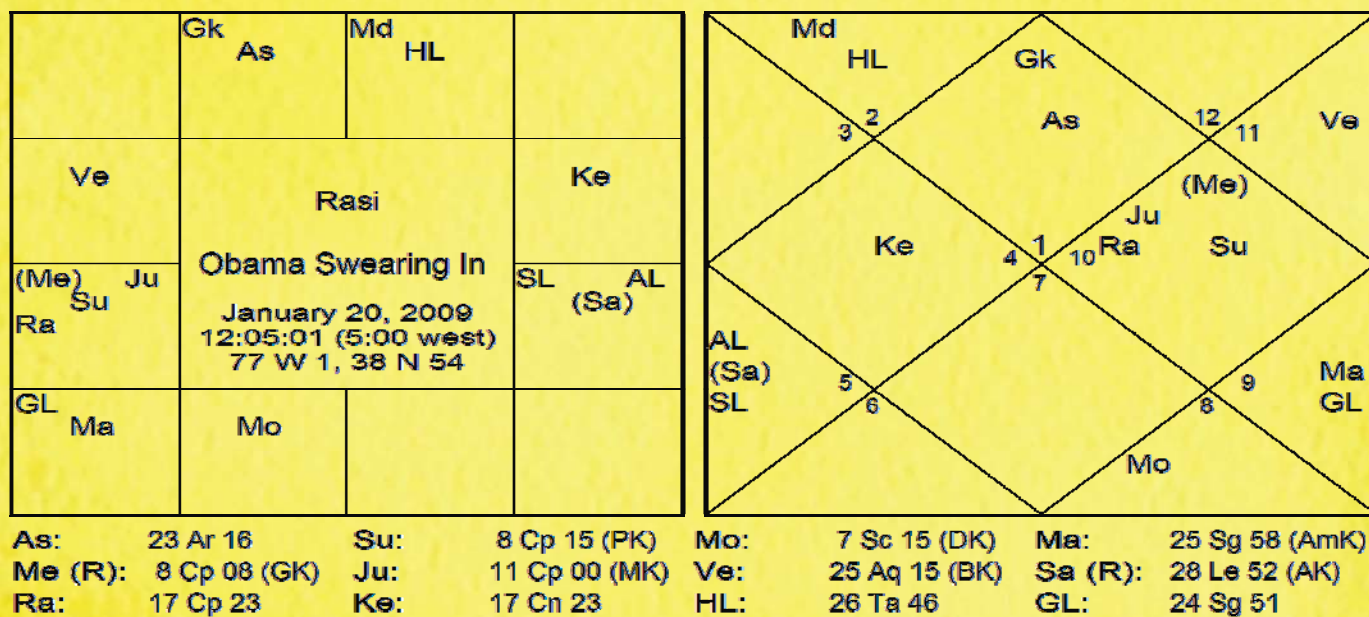 Gk Md
As HL
Ve Ke
Rasi
Obama Swearing In
(Me) Ju SL AL
Su (Sa)
Ra
January 20, 2009
12:05:01 (5:00 west)
77 W 1, 38 N 54
GL
Ma Mo
Md Gk
HL
As Ve
2 12
3 11
(Me)
Ju
Ke Ra Su
1
4 10
7
AL
(Sa) Ma
SL GL
5 9
6 8
Mo
As: 23 Ar 16 Su: 8 Cp 15 (PK) Mo: 7 Sc 15 (DK) Ma: 25 Sg 58 (AmK)
Me (R): 8 Cp 08 (GK) Ju: 11 Cp 00 (MK) Ve: 25 Aq 15 (BK) Sa (R): 28 Le 52 (AK)
Ra: 17 Cp 23 Ke: 17 Cn 23 HL: 26 Ta 46 GL: 24 Sg 51